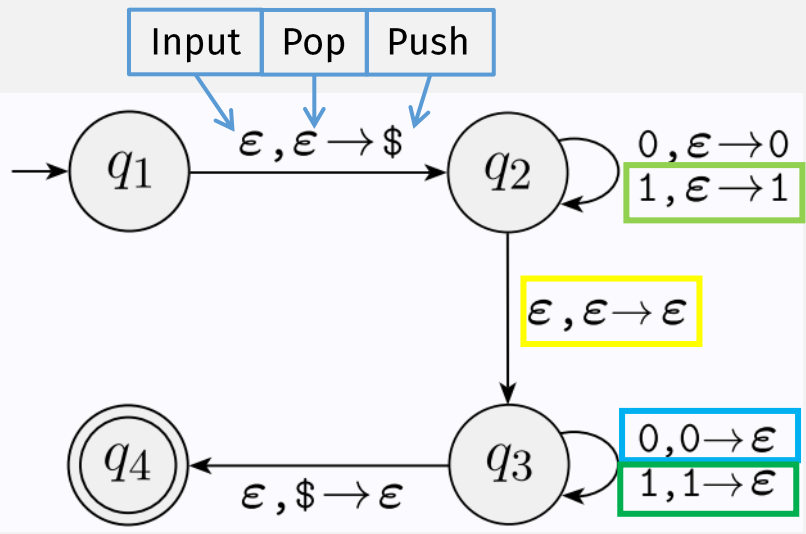 Input Pop Push
ε,ε→$
q1
q2
0,ε→0
1,ε→1
ε,ε→ε
q4
q3
0,0→ε
1,1→ε
ε,$→ε